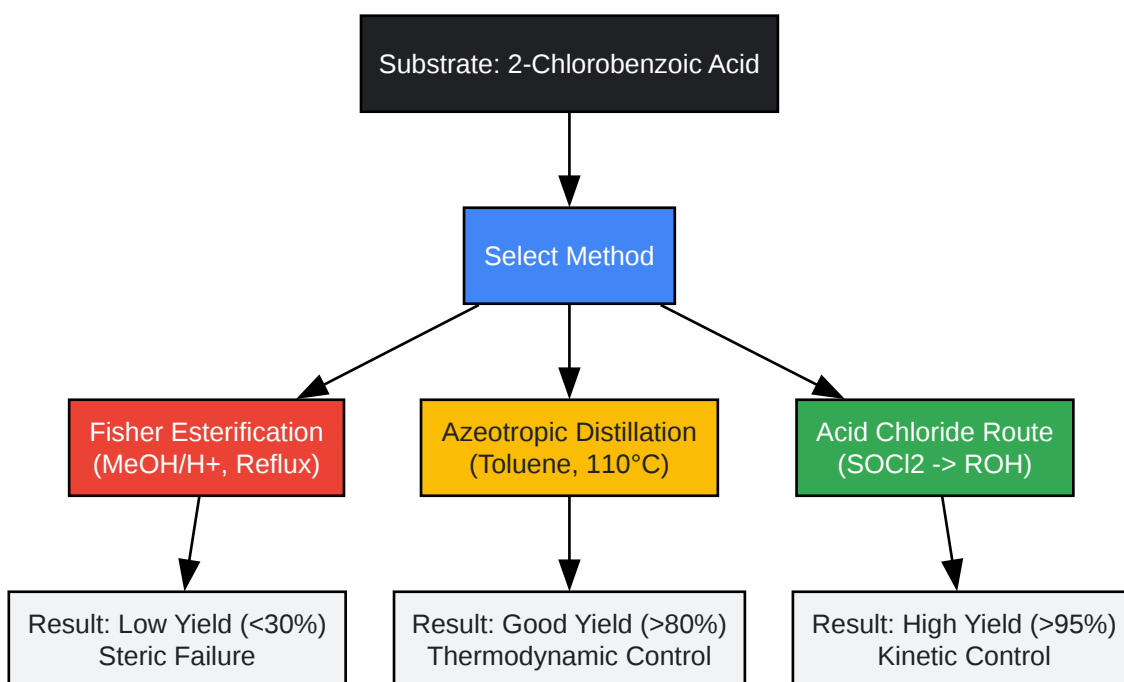 Substrate: 2-Chlorobenzoic Acid
Select Method
Fisher Esterification
(MeOH/H+, Reflux)
Azeotropic Distillation
(Toluene, 110°C)
Acid Chloride Route
(SOCl2 -> ROH)
Result: Low Yield (<30%)
Steric Failure
Result: Good Yield (>80%)
Thermodynamic Control
Result: High Yield (>95%)
Kinetic Control